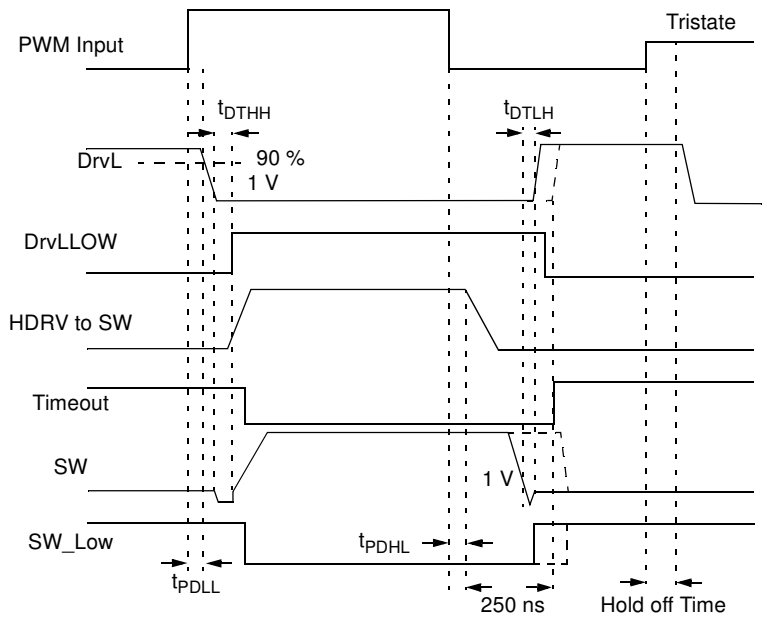 Tristate
PWM Input
tDTHH
tDTLH
DrvL
90 %
1 V
DrvLLOW
HDRV to SW
Timeout
SW
1 V
SW_Low
tPDHL
tPDLL
250 ns
Hold off Time